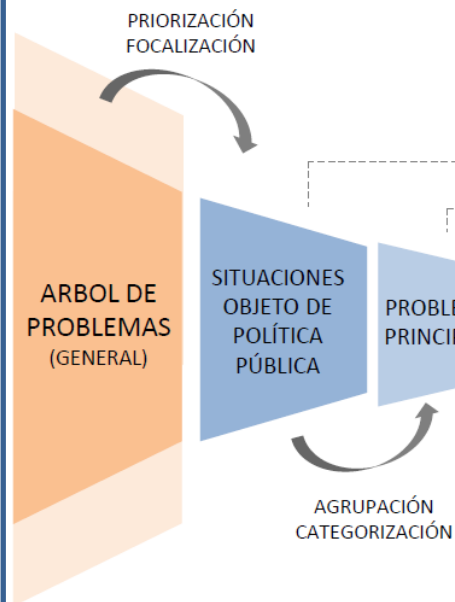 PRIORIZACIÓN
FOCALIZACIÓN
ARBOL DE
PROBLEMAS
(GENERAL)
SITUACIONES
OBJETO DE
POLÍTICA
PÚBLICA
AGRUPACIÓN
CATEGORIZACIÓN